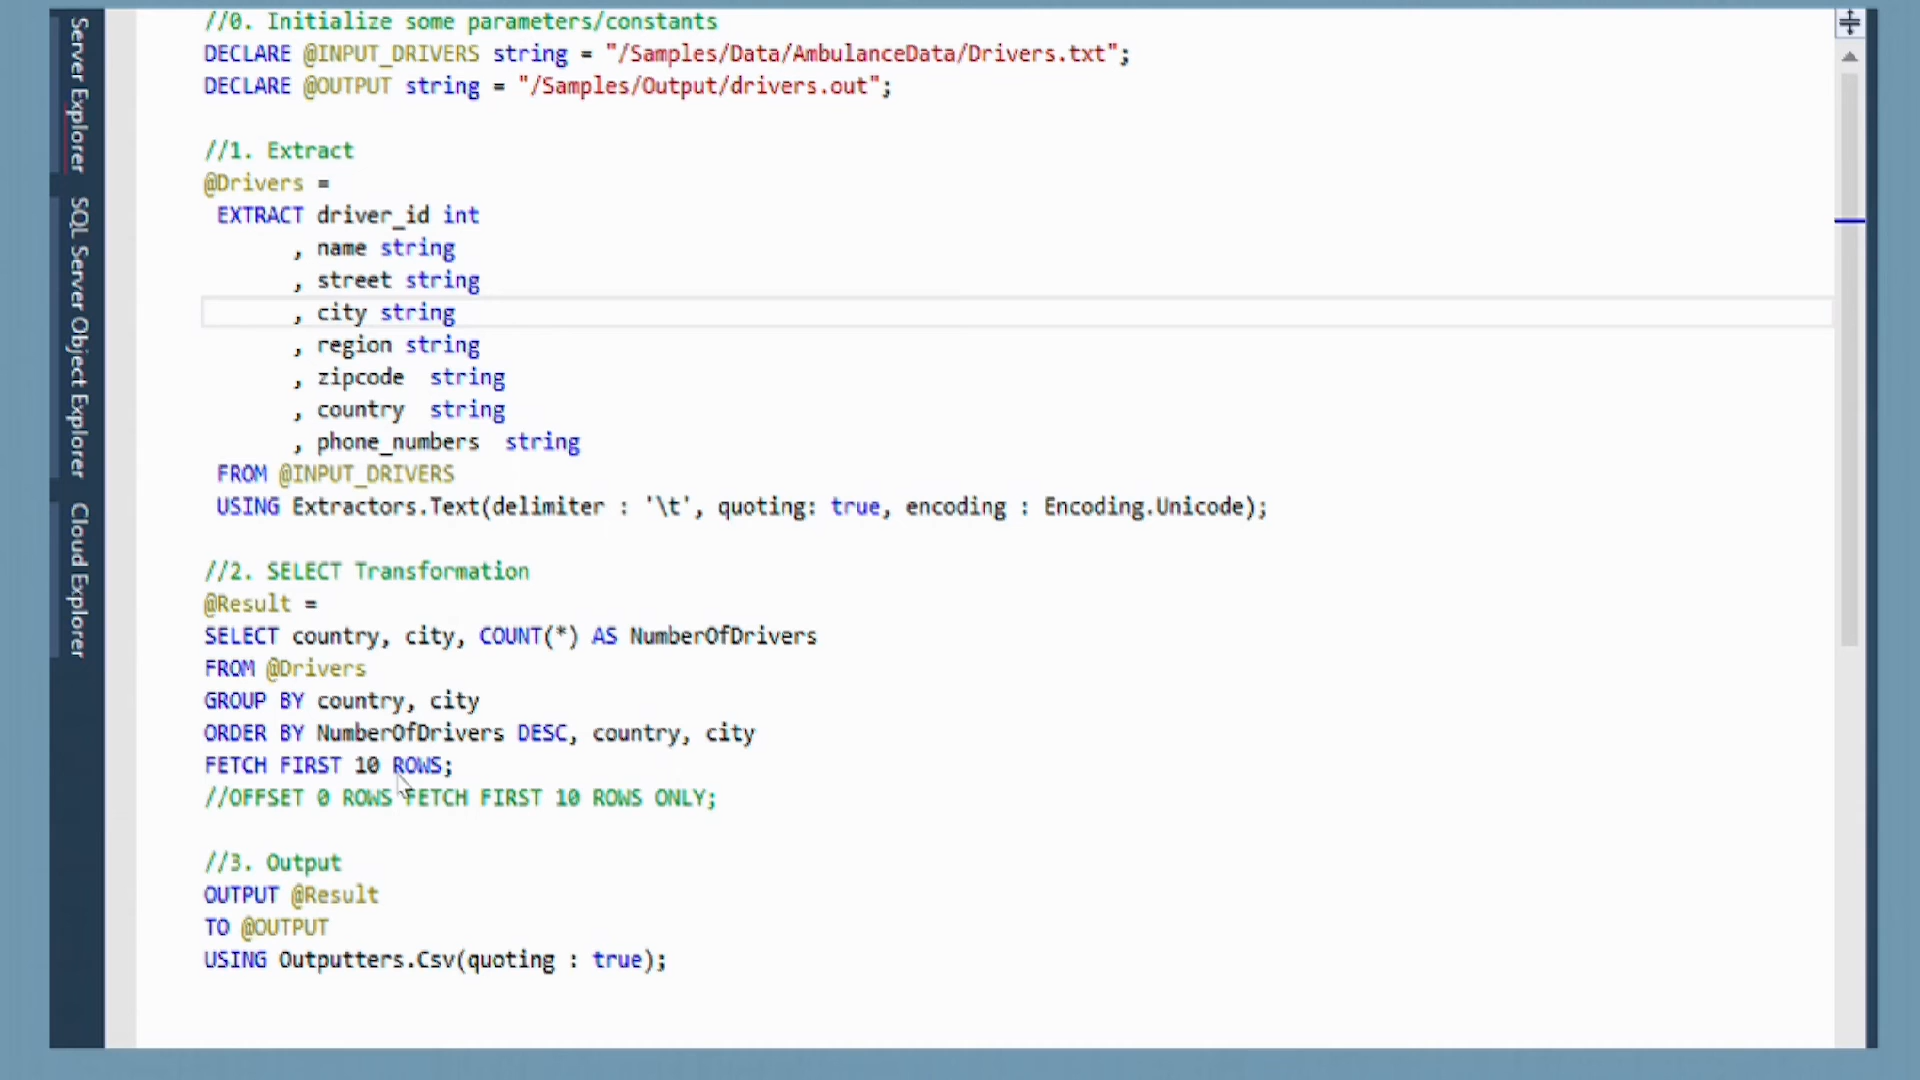 Server Explorer
SQL Server Object Explorer
Cloud Explorer
//0. Initialize some parameters/constants
DECLARE @INPUT_DRIVERS string = "/Samples/Data/AmbulanceData/Drivers.txt";
DECLARE @OUTPUT string = "/Samples/Output/drivers.out";
//1. Extract
@Drivers =
EXTRACT driver_id int
, name string
, street string
, city string
, region string
, zipcode  string
, country  string
, phone_numbers  string
FROM @INPUT_DRIVERS
USING Extractors.Text(delimiter : '\t', quoting: true, encoding : Encoding.Unicode);
//2. SELECT Transformation
@Result =
SELECT country, city, COUNT(*) AS NumberOfDrivers
FROM @Drivers
GROUP BY country, city
ORDER BY NumberOfDrivers DESC, country, city
FETCH FIRST 10 ROWS;
//OFFSET 0 ROWS FETCH FIRST 10 ROWS ONLY;
//3. Output
OUTPUT @Result
TO @OUTPUT
USING Outputters.Csv(quoting : true);